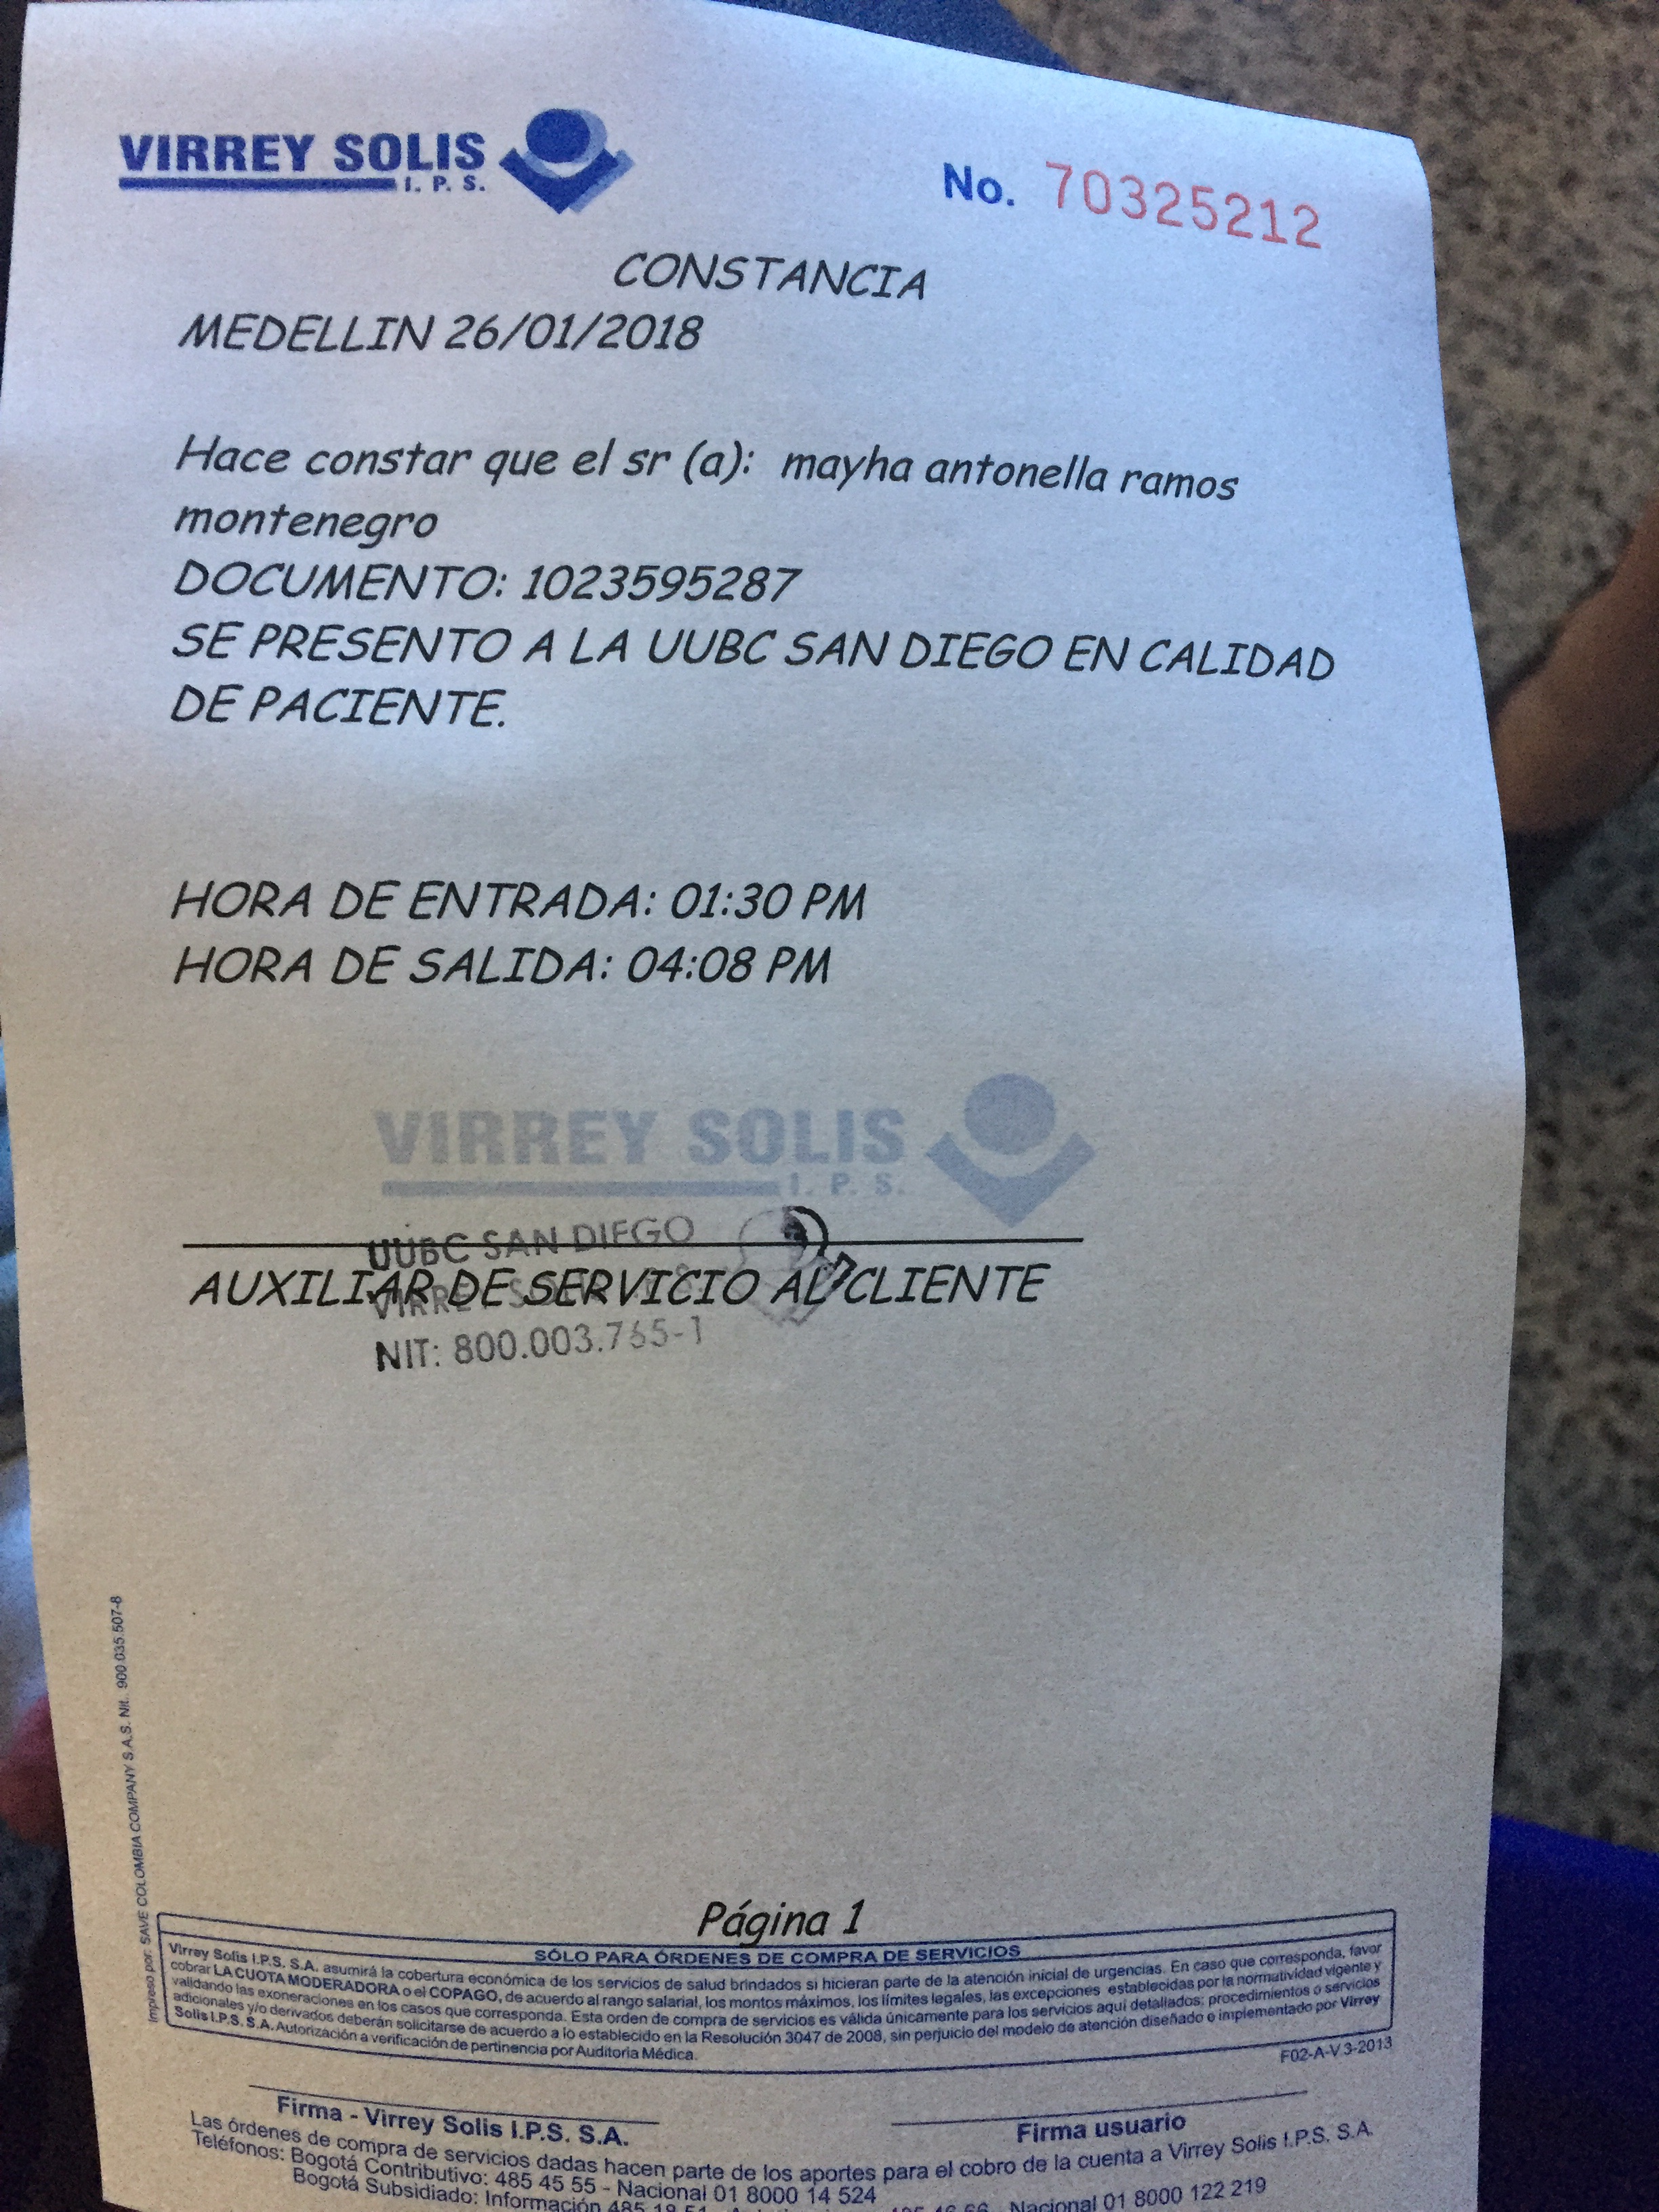 VIRREY SOLIS
I. P. S.
No. 70325212
CONSTANCIA
MEDELLIN 26/01/2018
Hace constar que el sr (a): mayha antonella ramos
montenegro
DOCUMENTO: 1023595287
SE PRESENTO A LA UUBC SAN DIEGO EN CALIDAD
DE PACIENTE.
HORA DE ENTRADA: 01:30 PM
HORA DE SALIDA: 04:08 PM
VIRREY SOLIS
I. P. S.
UUBC SAN DIEGO
AUXILIAR DE SERVICIO AL CLIENTE
NIT: 800.003.765-1
Impreso por: SAVE COLOMBIA COMPANY S.A.S. Nit. 900.035.507-8
Página 1
SÓLO PARA ÓRDENES DE COMPRA DE SERVICIOS
Virrey Solis I.P.S. S.A. asumirá la cobertura económica de los servicios de salud brindados si hicieran parte de la atención inicial de urgencias. En caso que corresponda, favor
cobrar LA CUOTA MODERADORA o el COPAGO, de acuerdo al rango salarial, los montos máximos, los límites legales, las excepciones establecidas por la normatividad vigente y
validando las exoneraciones en los casos que corresponda. Esta orden de compra de servicios es válida únicamente para los servicios aquí detallados; procedimientos o servicios
adicionales y/o derivados deberán solicitarse de acuerdo a lo establecido en la Resolución 3047 de 2008, sin perjuicio del modelo de atención diseñado e implementado por Virrey
Solis I.P.S. S.A. Autorización a verificación de pertinencia por Auditoria Médica.
F02-A-V3-2013
Firma - Virrey Solis I.P.S. S.A.
Firma usuario
Las órdenes de compra de servicios dadas hacen parte de los aportes para el cobro de la cuenta a Virrey Solis I.P.S. S.A.
Teléfonos: Bogotá Contributivo: 485 45 55 - Nacional 01 8000 14 524
Bogotá Subsidiado: Información 485 18 51 - Nacional 01 8000 122 219